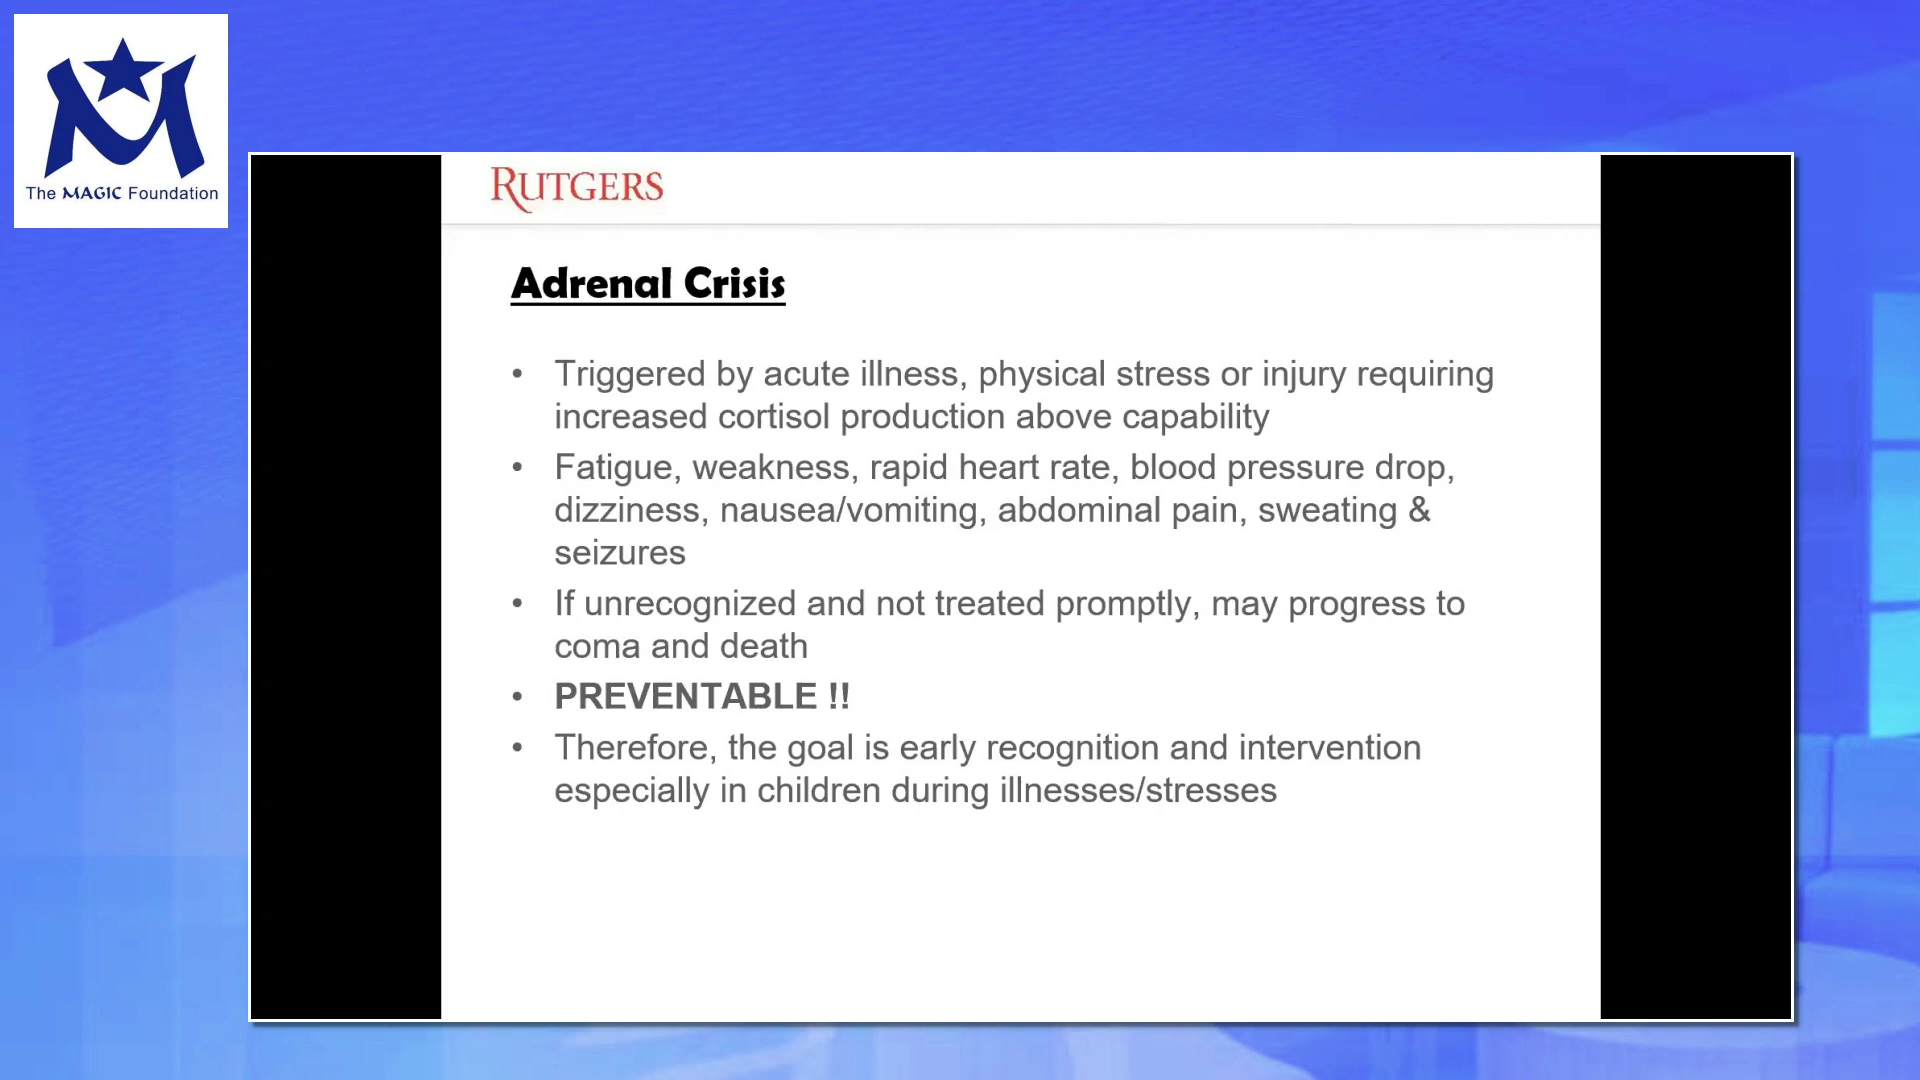 The MAGIC Foundation
RUTGERS
Adrenal Crisis
• Triggered by acute illness, physical stress or injury requiring
increased cortisol production above capability
• Fatigue, weakness, rapid heart rate, blood pressure drop,
dizziness, nausea/vomiting, abdominal pain, sweating &
seizures
• If unrecognized and not treated promptly, may progress to
coma and death
• PREVENTABLE !!
• Therefore, the goal is early recognition and intervention
especially in children during illnesses/stresses